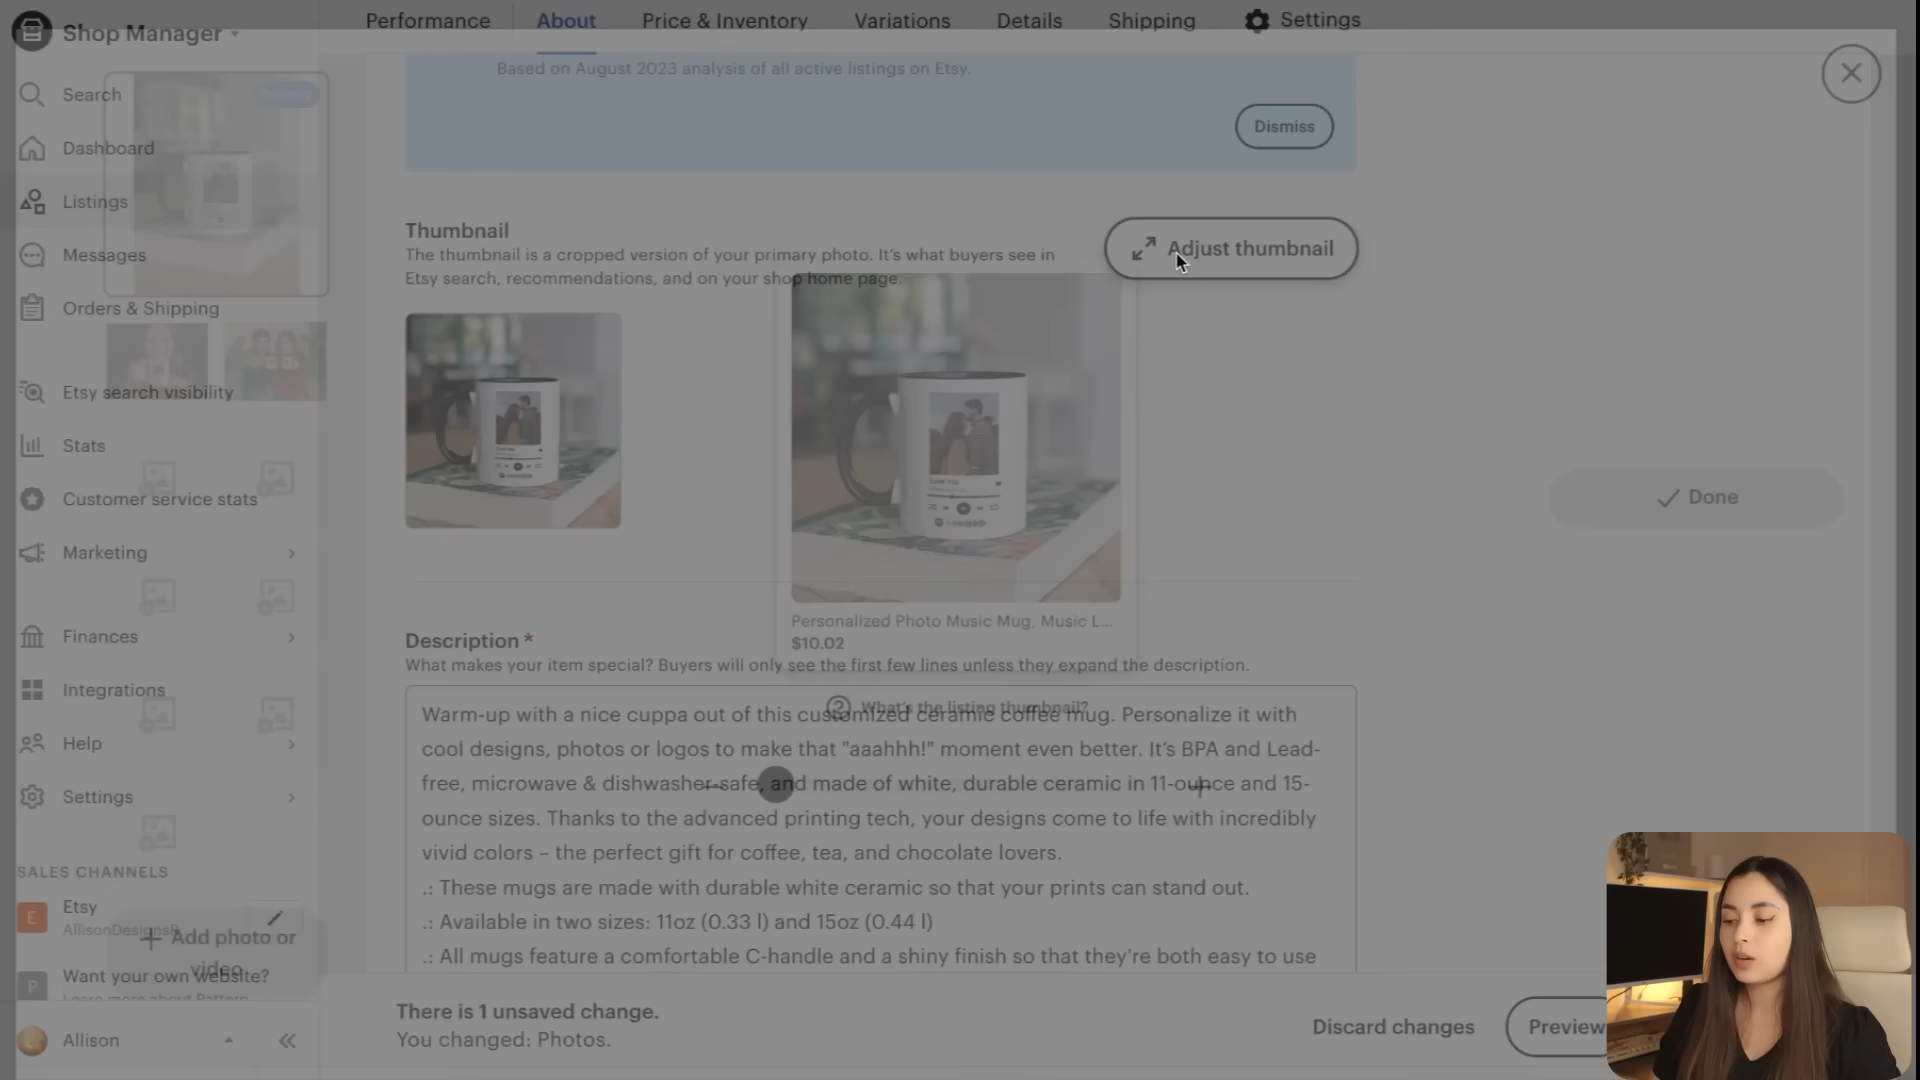 Shop Manager
Performance
About
Price & Inventory
Variations
Details
Shipping
Settings
Search
Dashboard
Listings
Messages
Orders & Shipping
Etsy search visibility
Stats
Customer service stats
Marketing
Finances
Integrations
Help
Settings
SALES CHANNELS
E
Etsy
AllisonDesigns
P
Want your own website?
Learn more about Pattern
Allison
Add photo or
video
Based on August 2023 analysis of all active listings on Etsy.
Dismiss
Thumbnail
The thumbnail is a cropped version of your primary photo. It's what buyers see in
Etsy search, recommendations, and on your shop home page.
Adjust thumbnail
Personalized Photo Music Mug, Music L...
$10.02
What's the listing thumbnail?
Done
Description *
What makes your item special? Buyers will only see the first few lines unless they expand the description.
Warm-up with a nice cuppa out of this customized ceramic coffee mug. Personalize it with
cool designs, photos or logos to make that "aaahhh!" moment even better. It's BPA and Lead-
free, microwave & dishwasher-safe, and made of white, durable ceramic in 11-ounce and 15-
ounce sizes. Thanks to the advanced printing tech, your designs come to life with incredibly
vivid colors – the perfect gift for coffee, tea, and chocolate lovers.
.: These mugs are made with durable white ceramic so that your prints can stand out.
.: Available in two sizes: 11oz (0.33 l) and 15oz (0.44 l)
.: All mugs feature a comfortable C-handle and a shiny finish so that they're both easy to use
There is 1 unsaved change.
You changed: Photos.
Discard changes
Preview